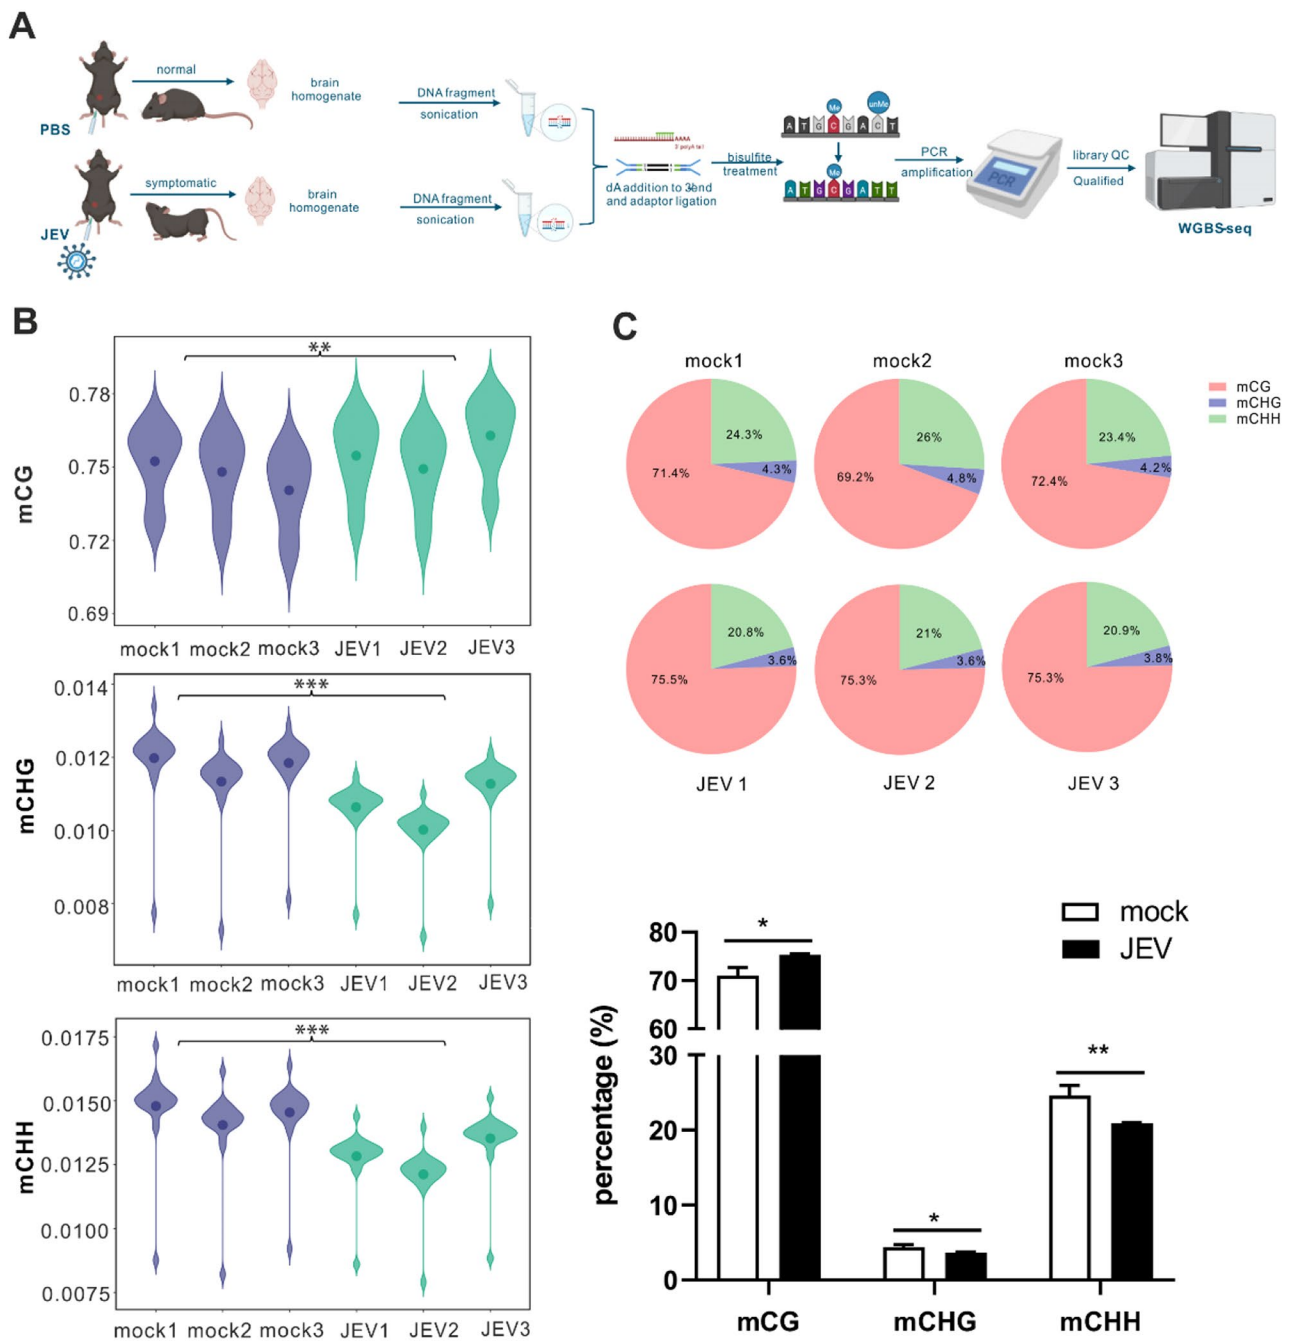 A
normal
brain
homogenate
DNA fragment
sonication
PBS
symptomatic
brain
homogenate
DNA fragment
sonication
JEV
AAAA
dA addition to 3'end
and adaptor ligation
bisulfite
treatment
Me
unMe
A T G C G A C T
Me
A T G C G A T T
PCR
amplification
PCR
library QC
Qualified
WGBS-seq
B
**
mCG
0.78
0.75
0.72
0.69
mock1 mock2 mock3 JEV1 JEV2 JEV3
***
mCHG
0.014
0.012
0.010
0.008
mock1 mock2 mock3 JEV1 JEV2 JEV3
***
mCHH
0.0175
0.0150
0.0125
0.0100
0.0075
mock1 mock2 mock3 JEV1 JEV2 JEV3
C
mock1 mock2 mock3
mCG
mCHG
mCHH
24.3% 4.3% 71.4%
26% 4.8% 69.2%
23.4% 4.2% 72.4%
20.8% 3.6% 75.5%
21% 3.6% 75.3%
20.9% 3.8% 75.3%
JEV 1 JEV 2 JEV 3
mock
JEV
percentage (%)
80
70
60
30
20
10
0
*
*
**
mCG mCHG mCHH